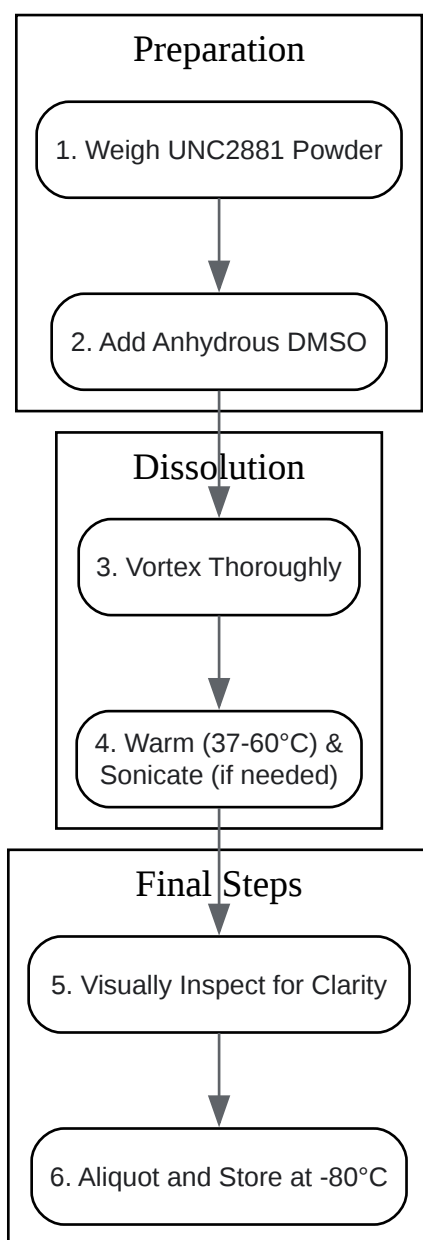 Preparation
1. Weigh UNC2881 Powder
2. Add Anhydrous DMSO
Dissolution
3. Vortex Thoroughly
4. Warm (37-60°C) &
Sonicate (if needed)
Final Steps
5. Visually Inspect for Clarity
6. Aliquot and Store at -80°C